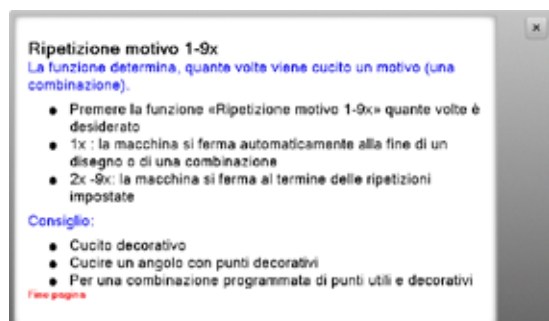 Ripetizione motivo 1-9x
La funzione determina, quante volte viene cucito un motivo (una
combinazione).
● Premere la funzione «Ripetizione motivo 1-9x» quante volte è
desiderato
● 1x : la macchina si ferma automaticamente alla fine di un
disegno o di una combinazione
● 2x -9x: la macchina si ferma al termine delle ripetizioni
impostate
Consiglio:
● Cucito decorativo
● Cucire un angolo con punti decorativi
● Per una combinazione programmata di punti utili e decorativi
fine pagina